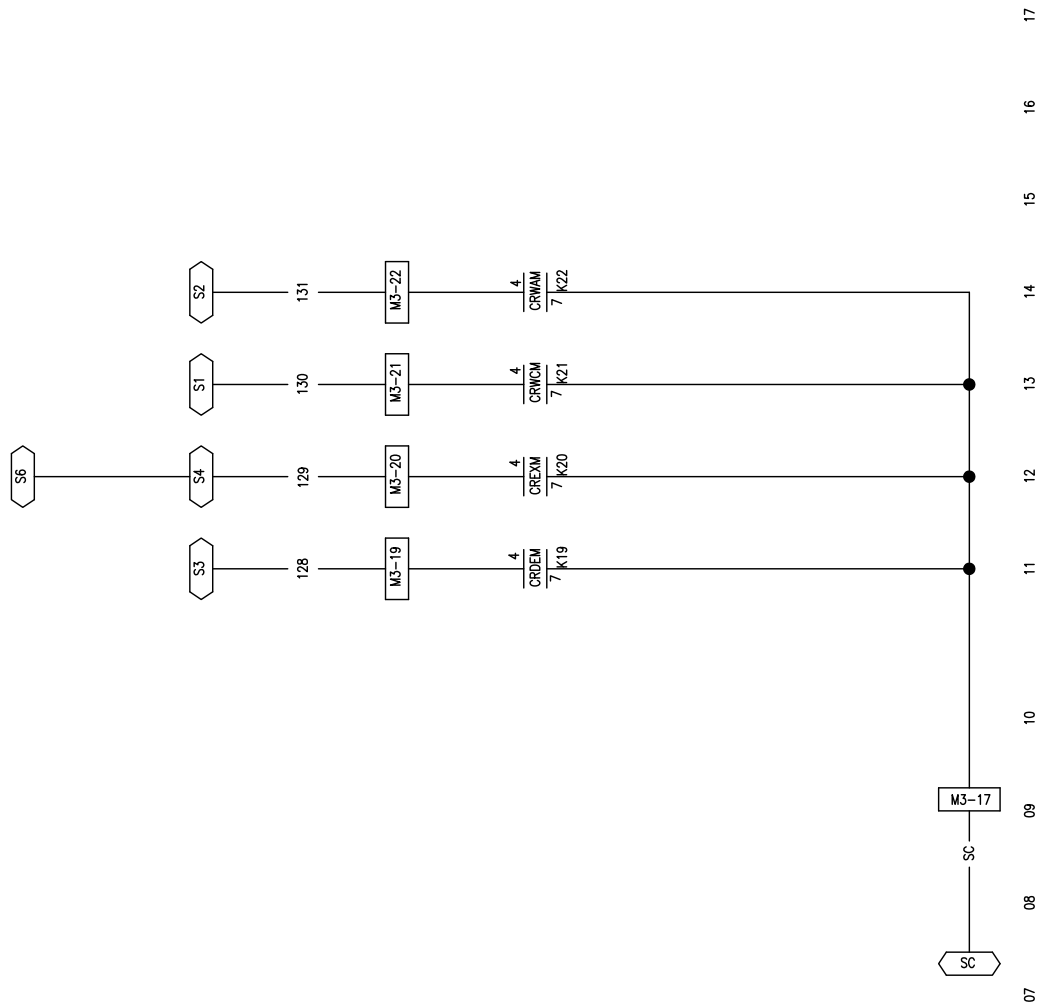 S6
S3
S4
S1
S2
128
129
130
131
M3-19
M3-20
M3-21
M3-22
4
CRDEM
7 K19
4
CREXM
7 K20
4
CRWCM
7 K21
4
CRWAM
7 K22
SC
SC
M3-17
07
08
09
10
11
12
13
14
15
16
17